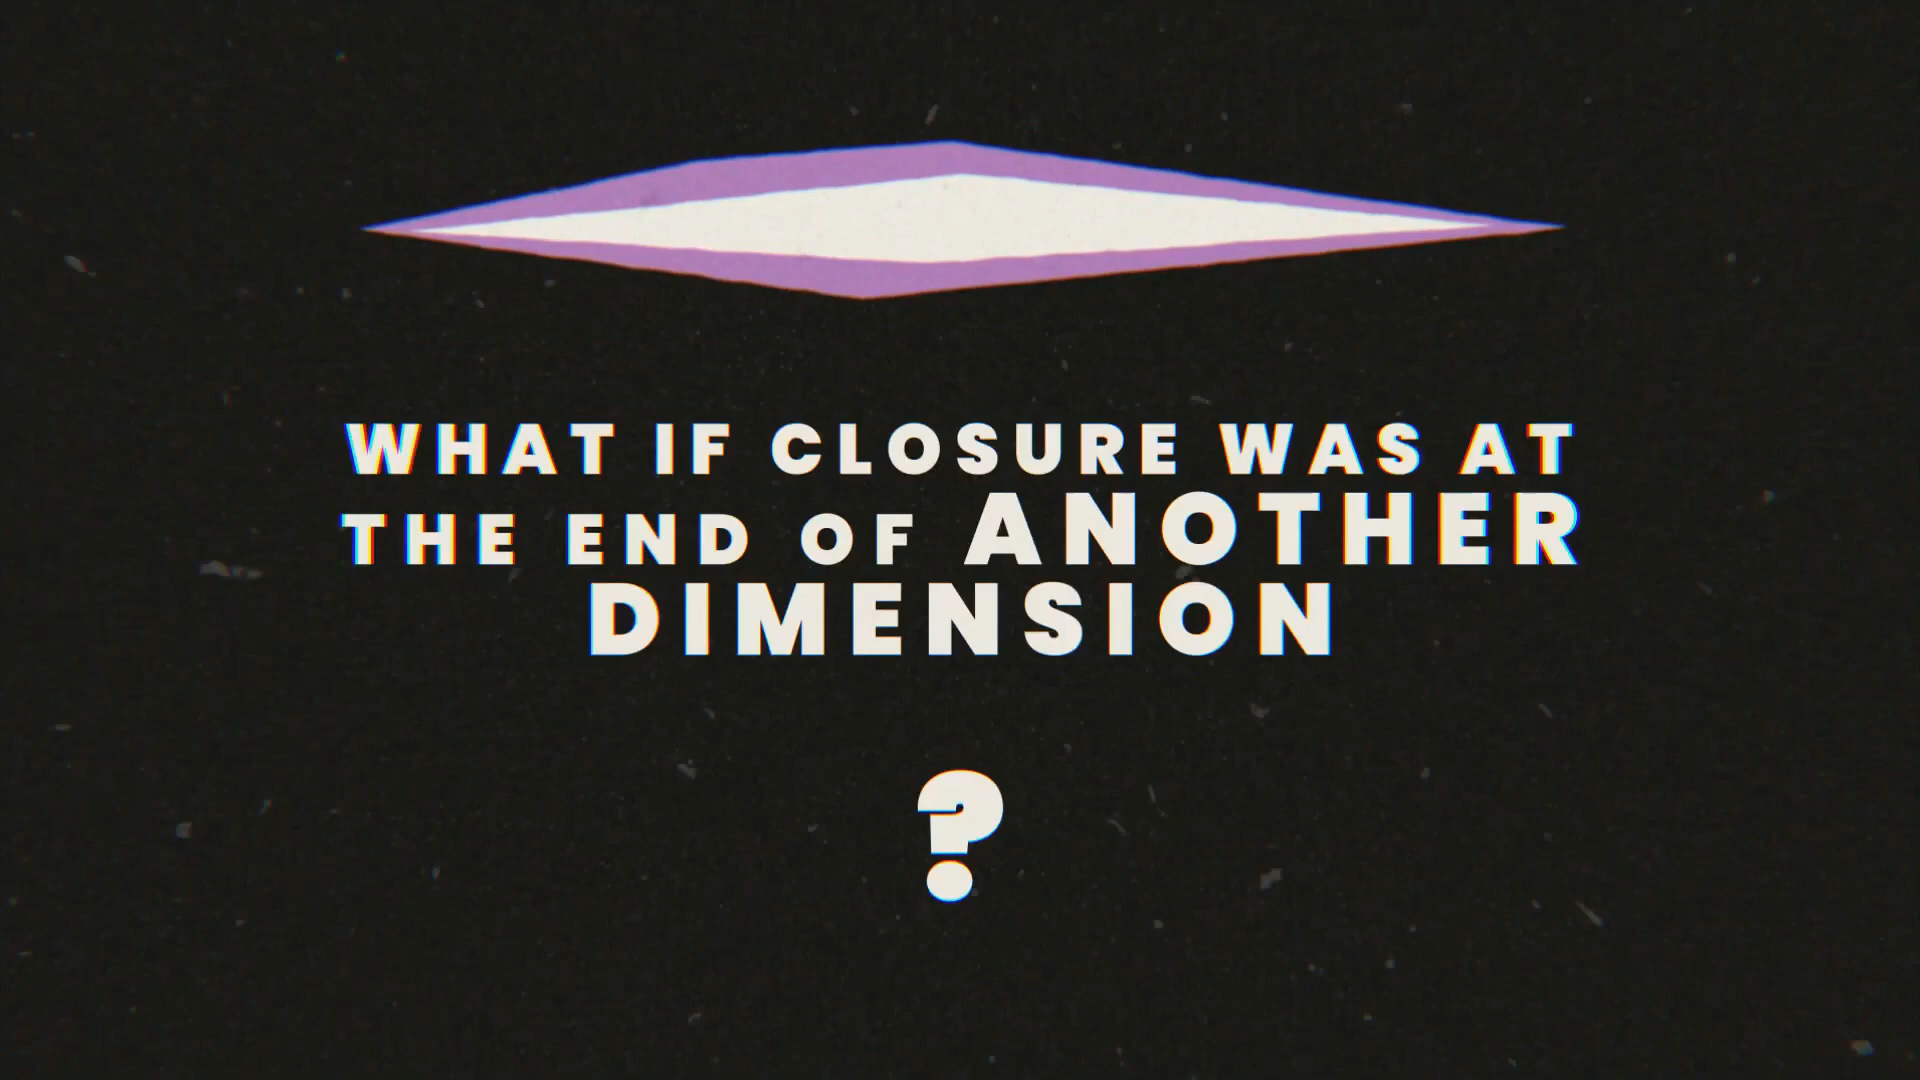 WHAT IF CLOSURE WAS AT
THE END OF ANOTHER
DIMENSION
?